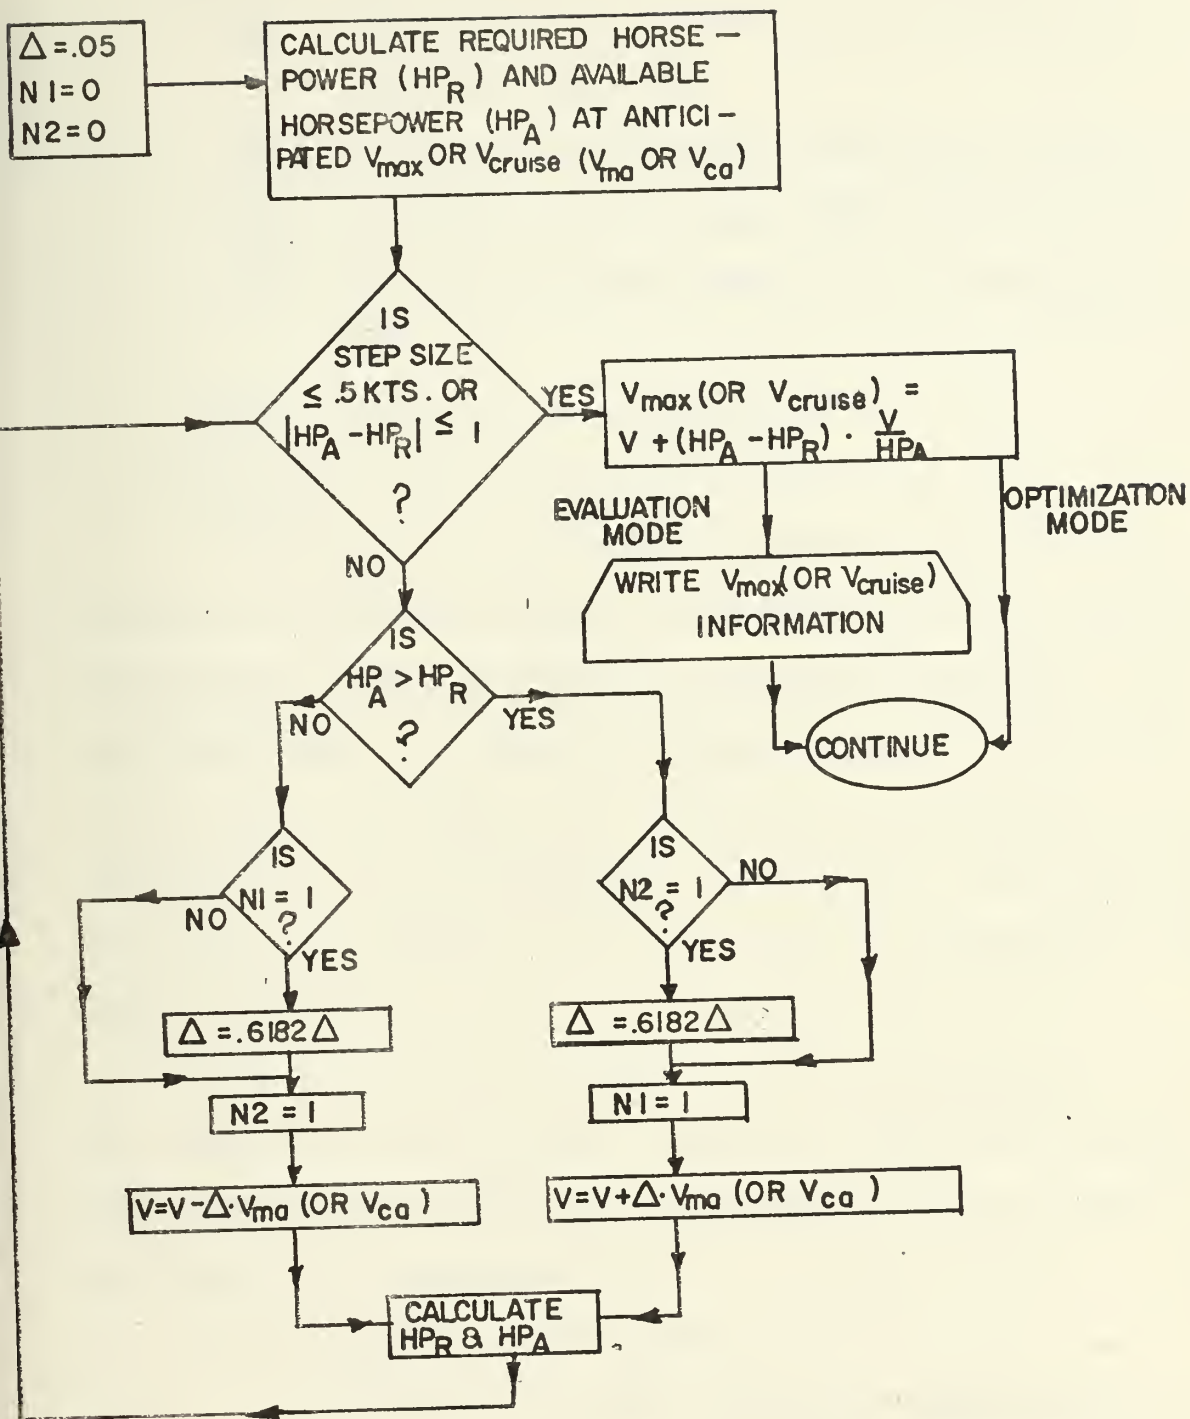 Δ=.05
N1=0
N2=0
CALCULATE REQUIRED HORSE-
POWER (HP_R) AND AVAILABLE
HORSEPOWER (HP_A) AT ANTICI-
PATED V_max OR V_cruise (V_ma OR V_ca)
IS
STEP SIZE
≤ .5 KTS. OR
|HP_A - HP_R| ≤ 1
?
YES
NO
V_max (OR V_cruise) =
V + (HP_A - HP_R) · V/HP_A
EVALUATION
MODE
OPTIMIZATION
MODE
WRITE V_max (OR V_cruise)
INFORMATION
CONTINUE
IS
HP_A > HP_R
?
NO
YES
IS
N1 = 1
?
NO
YES
IS
N2 = 1
?
NO
YES
Δ = .6182 Δ
Δ = .6182 Δ
N2 = 1
N1 = 1
V=V-Δ·V_ma (OR V_ca)
V=V+Δ·V_ma (OR V_ca)
CALCULATE
HP_R & HP_A